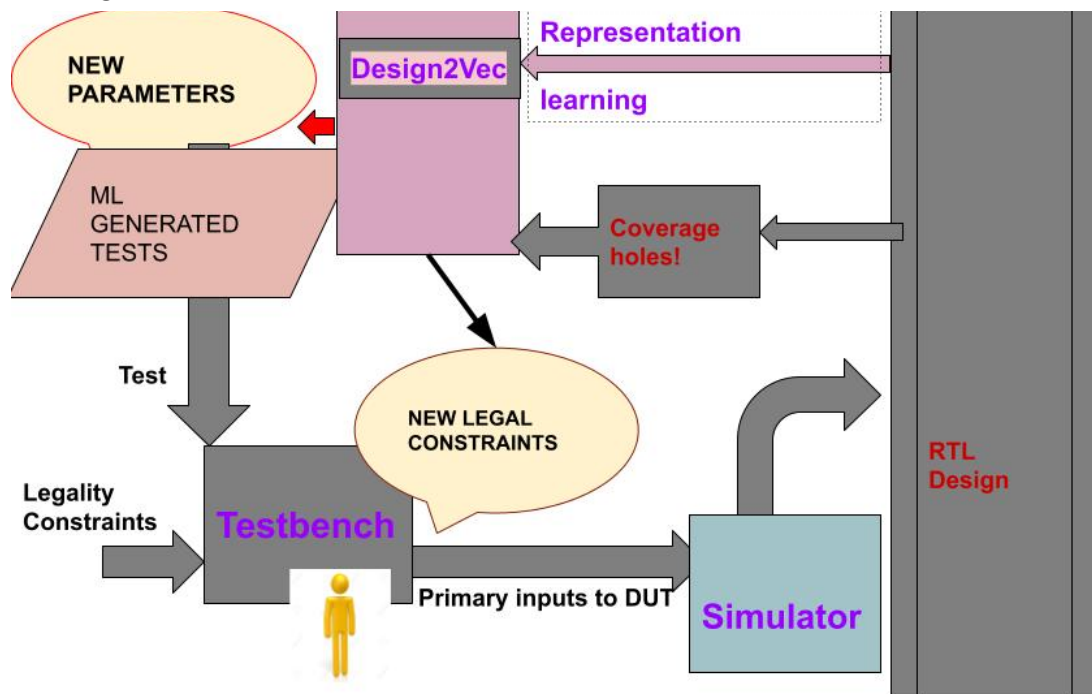 NEW
PARAMETERS
Design2Vec
Representation
learning
ML
GENERATED
TESTS
Coverage
holes!
Test
NEW LEGAL
CONSTRAINTS
RTL
Design
Legality
Constraints
Testbench
Primary inputs to DUT
Simulator